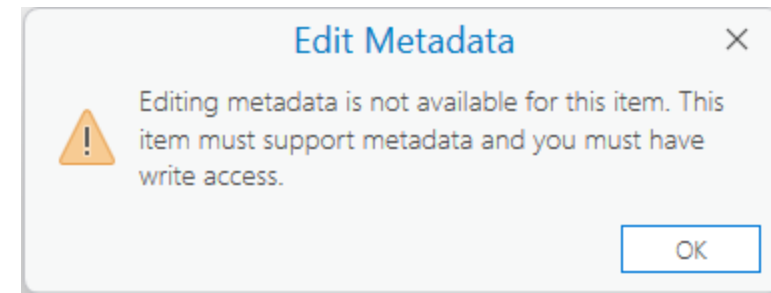 Edit Metadata
Editing metadata is not available for this item. This
item must support metadata and you must have
write access.
OK